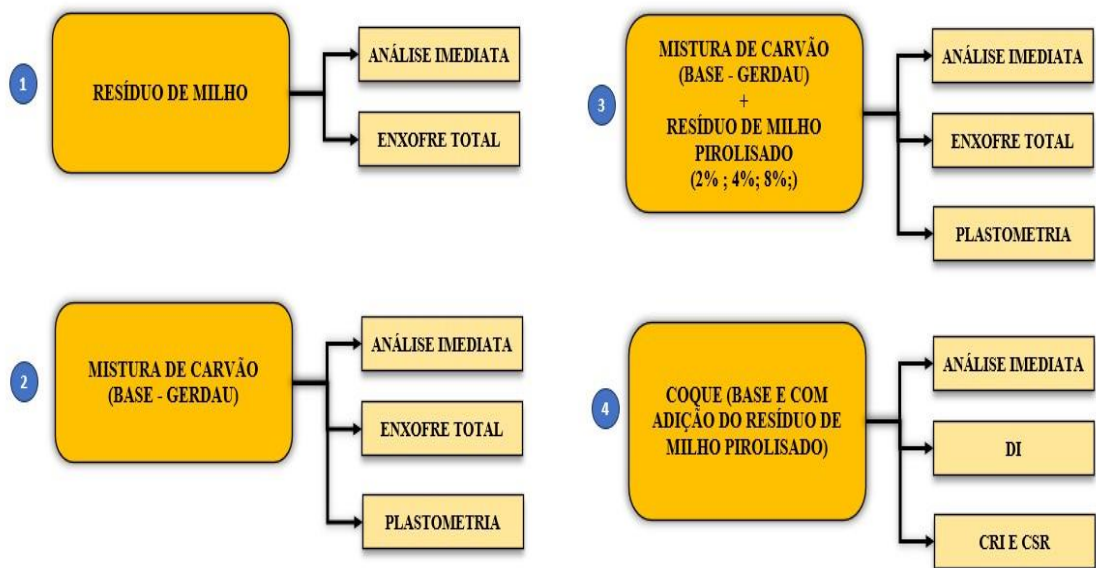 1
RESÍDUO DE MILHO
ANÁLISE IMEDIATA
ENXOFRE TOTAL
2
MISTURA DE CARVÃO
(BASE - GERDAU)
ANÁLISE IMEDIATA
ENXOFRE TOTAL
PLASTOMETRIA
3
MISTURA DE CARVÃO
(BASE - GERDAU)
+
RESÍDUO DE MILHO
PIROLISADO
(2% ; 4%; 8%;)
ANÁLISE IMEDIATA
ENXOFRE TOTAL
PLASTOMETRIA
4
COQUE (BASE E COM
ADIÇÃO DO RESÍDUO DE
MILHO PIROLISADO)
ANÁLISE IMEDIATA
DI
CRI E CSR